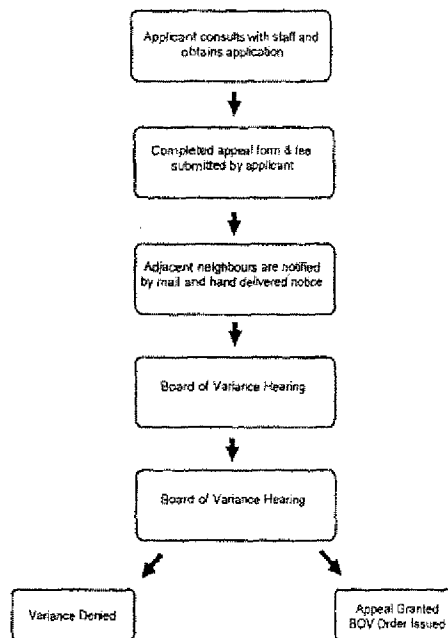 Applicant consults with staff and
obtains application
Completed appeal form & fee
submitted by applicant
Adjacent neighbours are notified
by mail and hand delivered notice
Board of Variance Hearing
Board of Variance Hearing
Variance Denied
Appeal Granted
BOV Order Issued